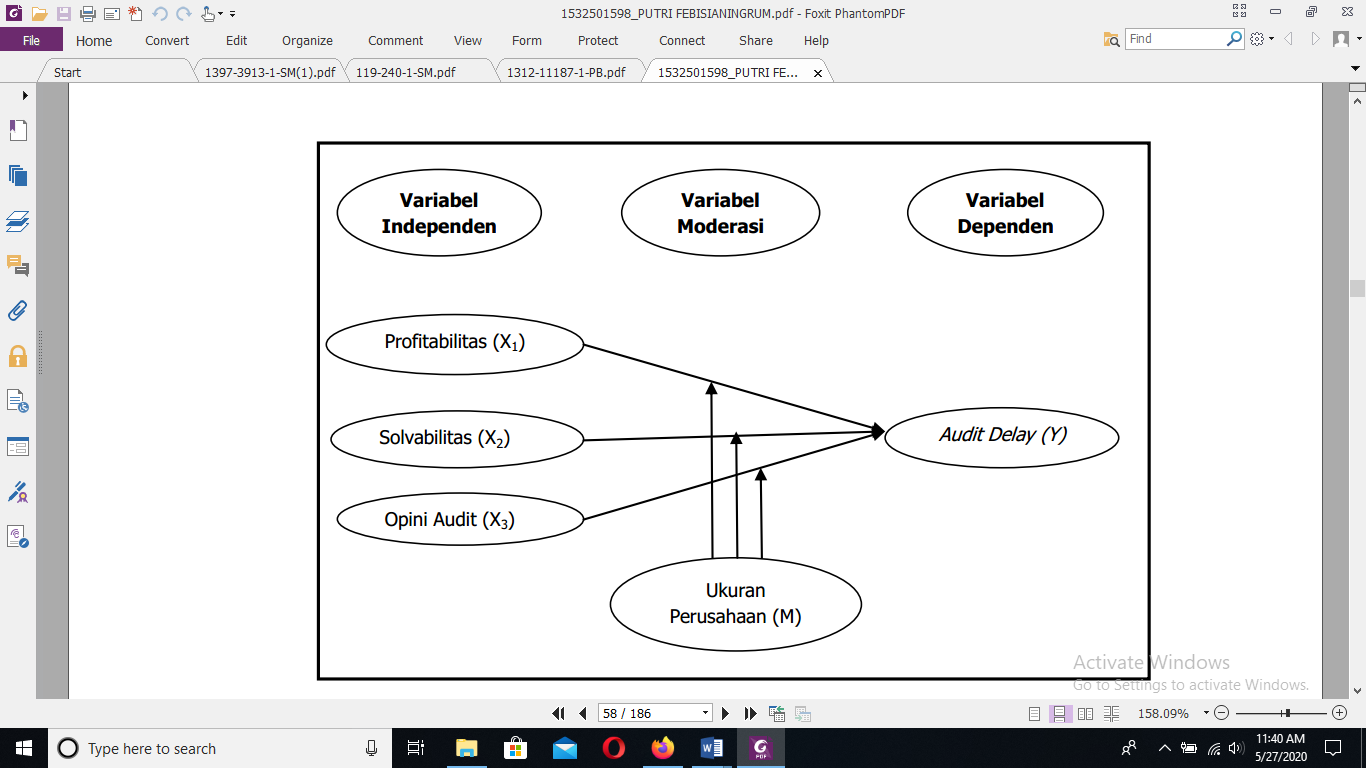 1532501598_PUTRI FEBISIANINGRUM.pdf - Foxit PhantomPDF
File Home Convert Edit Organize Comment View Form Protect Connect Share Help
Find
Start 1397-3913-1-SM(1).pdf 119-240-1-SM.pdf 1312-11187-1-PB.pdf 1532501598_PUTRI FE...
Variabel
Independen
Variabel
Moderasi
Variabel
Dependen
Profitabilitas (X1)
Solvabilitas (X2)
Opini Audit (X3)
Audit Delay (Y)
Ukuran
Perusahaan (M)
Activate Windows
Go to Settings to activate Windows.
58 / 186
158.09%
Type here to search
11:40 AM
5/27/2020